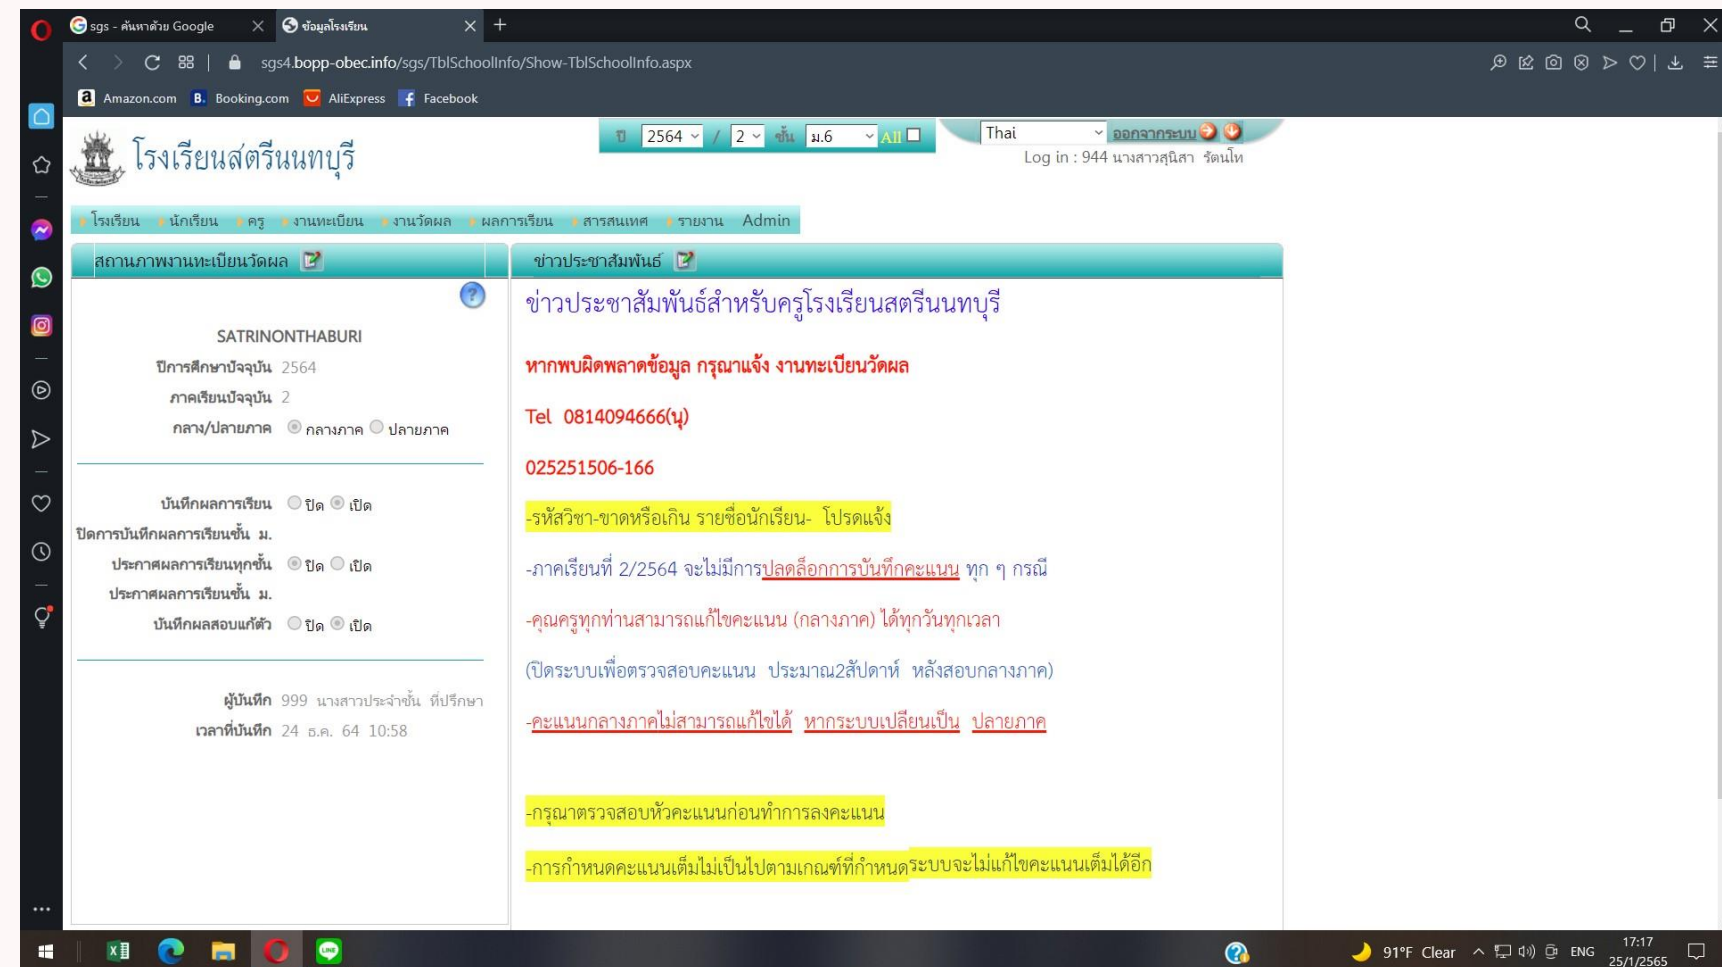 sgs - ค้นหาด้วย Google
ข้อมูลโรงเรียน
sgs4.bopp-obec.info/sgs/TblSchoolInfo/Show-TblSchoolInfo.aspx
Amazon.com Booking.com AliExpress Facebook
โรงเรียนสตรีนนทบุรี
ปี 2564 / 2 ชั้น ม.6 All
Thai ออกจากระบบ
Log in : 944 นางสาวสุนิสา รัตนโท
โรงเรียน นักเรียน ครู งานทะเบียน งานวัดผล ผลการเรียน สารสนเทศ รายงาน Admin
สถานภาพงานทะเบียนวัดผล
SATRINONTHABURI
ปีการศึกษาปัจจุบัน 2564
ภาคเรียนปัจจุบัน 2
กลาง/ปลายภาค กลางภาค ปลายภาค
บันทึกผลการเรียน ปิด เปิด
ปิดการบันทึกผลการเรียนชั้น ม.
ประกาศผลการเรียนทุกชั้น ปิด เปิด
ประกาศผลการเรียนชั้น ม.
บันทึกผลสอบแก้ตัว ปิด เปิด
ผู้บันทึก 999 นางสาวประจำชั้น ที่ปรึกษา
เวลาที่บันทึก 24 ธ.ค. 64 10:58
ข่าวประชาสัมพันธ์
ข่าวประชาสัมพันธ์สำหรับครูโรงเรียนสตรีนนทบุรี
หากพบผิดพลาดข้อมูล กรุณาแจ้ง งานทะเบียนวัดผล
Tel 0814094666(นุ)
025251506-166
-รหัสวิชา-ขาดหรือเกิน รายชื่อนักเรียน- โปรดแจ้ง
-ภาคเรียนที่ 2/2564 จะไม่มีการปลดล็อกการบันทึกคะแนน ทุก ๆ กรณี
-คุณครูทุกท่านสามารถแก้ไขคะแนน (กลางภาค) ได้ทุกวันทุกเวลา
(ปิดระบบเพื่อตรวจสอบคะแนน ประมาณ2สัปดาห์ หลังสอบกลางภาค)
-คะแนนกลางภาคไม่สามารถแก้ไขได้ หากระบบเปลี่ยนเป็น ปลายภาค
-กรุณาตรวจสอบหัวคะแนนก่อนทำการลงคะแนน
-การกำหนดคะแนนเต็มไม่เป็นไปตามเกณฑ์ที่กำหนดระบบจะไม่แก้ไขคะแนนเต็มได้อีก
91°F Clear ENG 17:17
25/1/2565